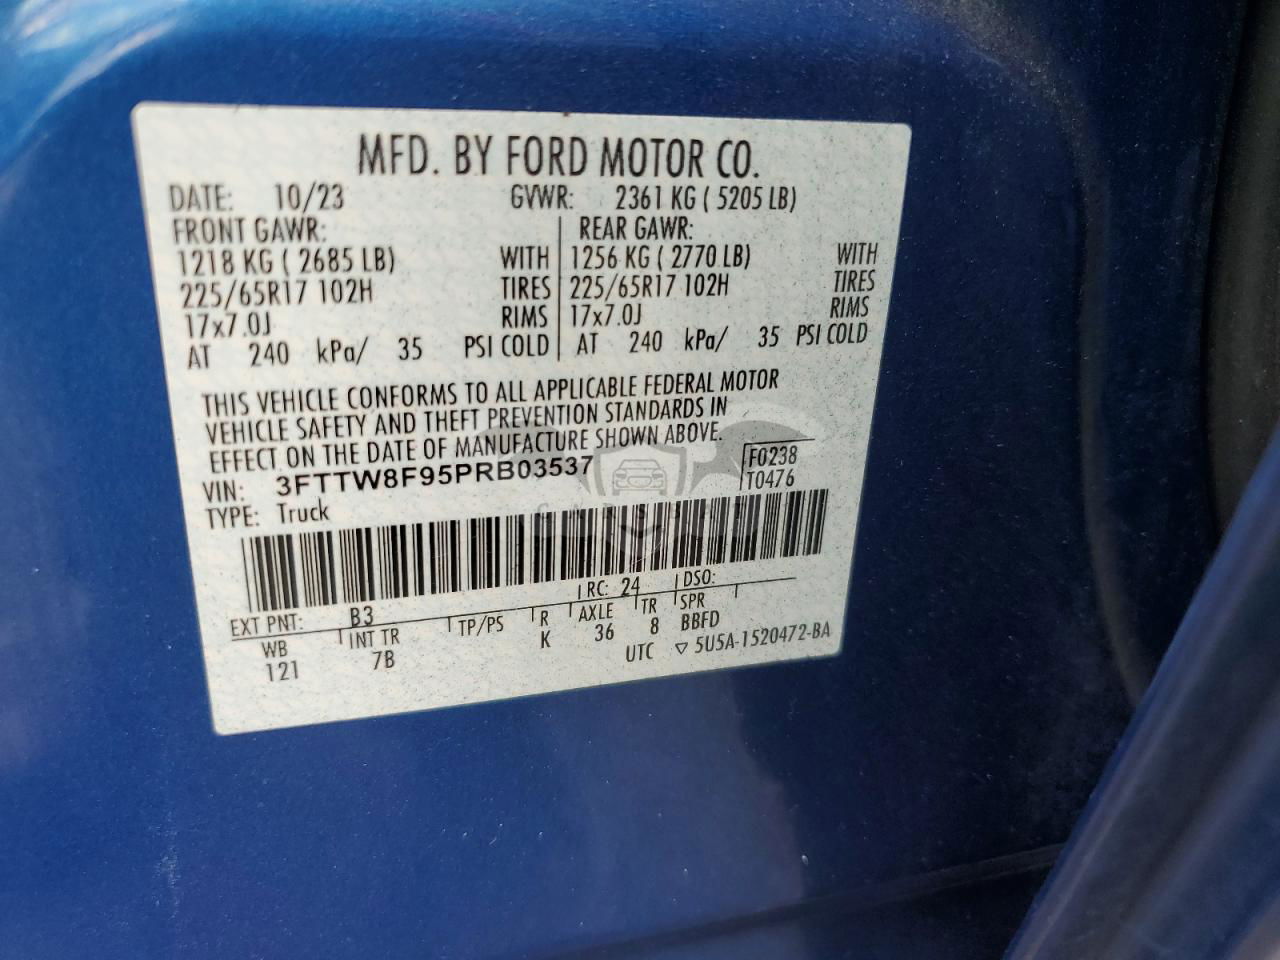 MFD. BY FORD MOTOR CO.
DATE: 10/23 GVWR: 2361 KG ( 5205 LB)
FRONT GAWR: REAR GAWR:
1218 KG ( 2685 LB) WITH 1256 KG ( 2770 LB) WITH
225/65R17 102H TIRES 225/65R17 102H TIRES
17x7.0J RIMS 17x7.0J RIMS
AT 240 kPa/ 35 PSI COLD AT 240 kPa/ 35 PSI COLD
THIS VEHICLE CONFORMS TO ALL APPLICABLE FEDERAL MOTOR
VEHICLE SAFETY AND THEFT PREVENTION STANDARDS IN
EFFECT ON THE DATE OF MANUFACTURE SHOWN ABOVE.
VIN: 3FTTW8F95PRB03537 F0238
TYPE: Truck T0476
EXT PNT: B3 RC: 24 DSO:
WB INT TR TP/PS R AXLE TR SPR
121 7B K 36 8 BBFD
UTC ▽ 5U5A-1520472-BA